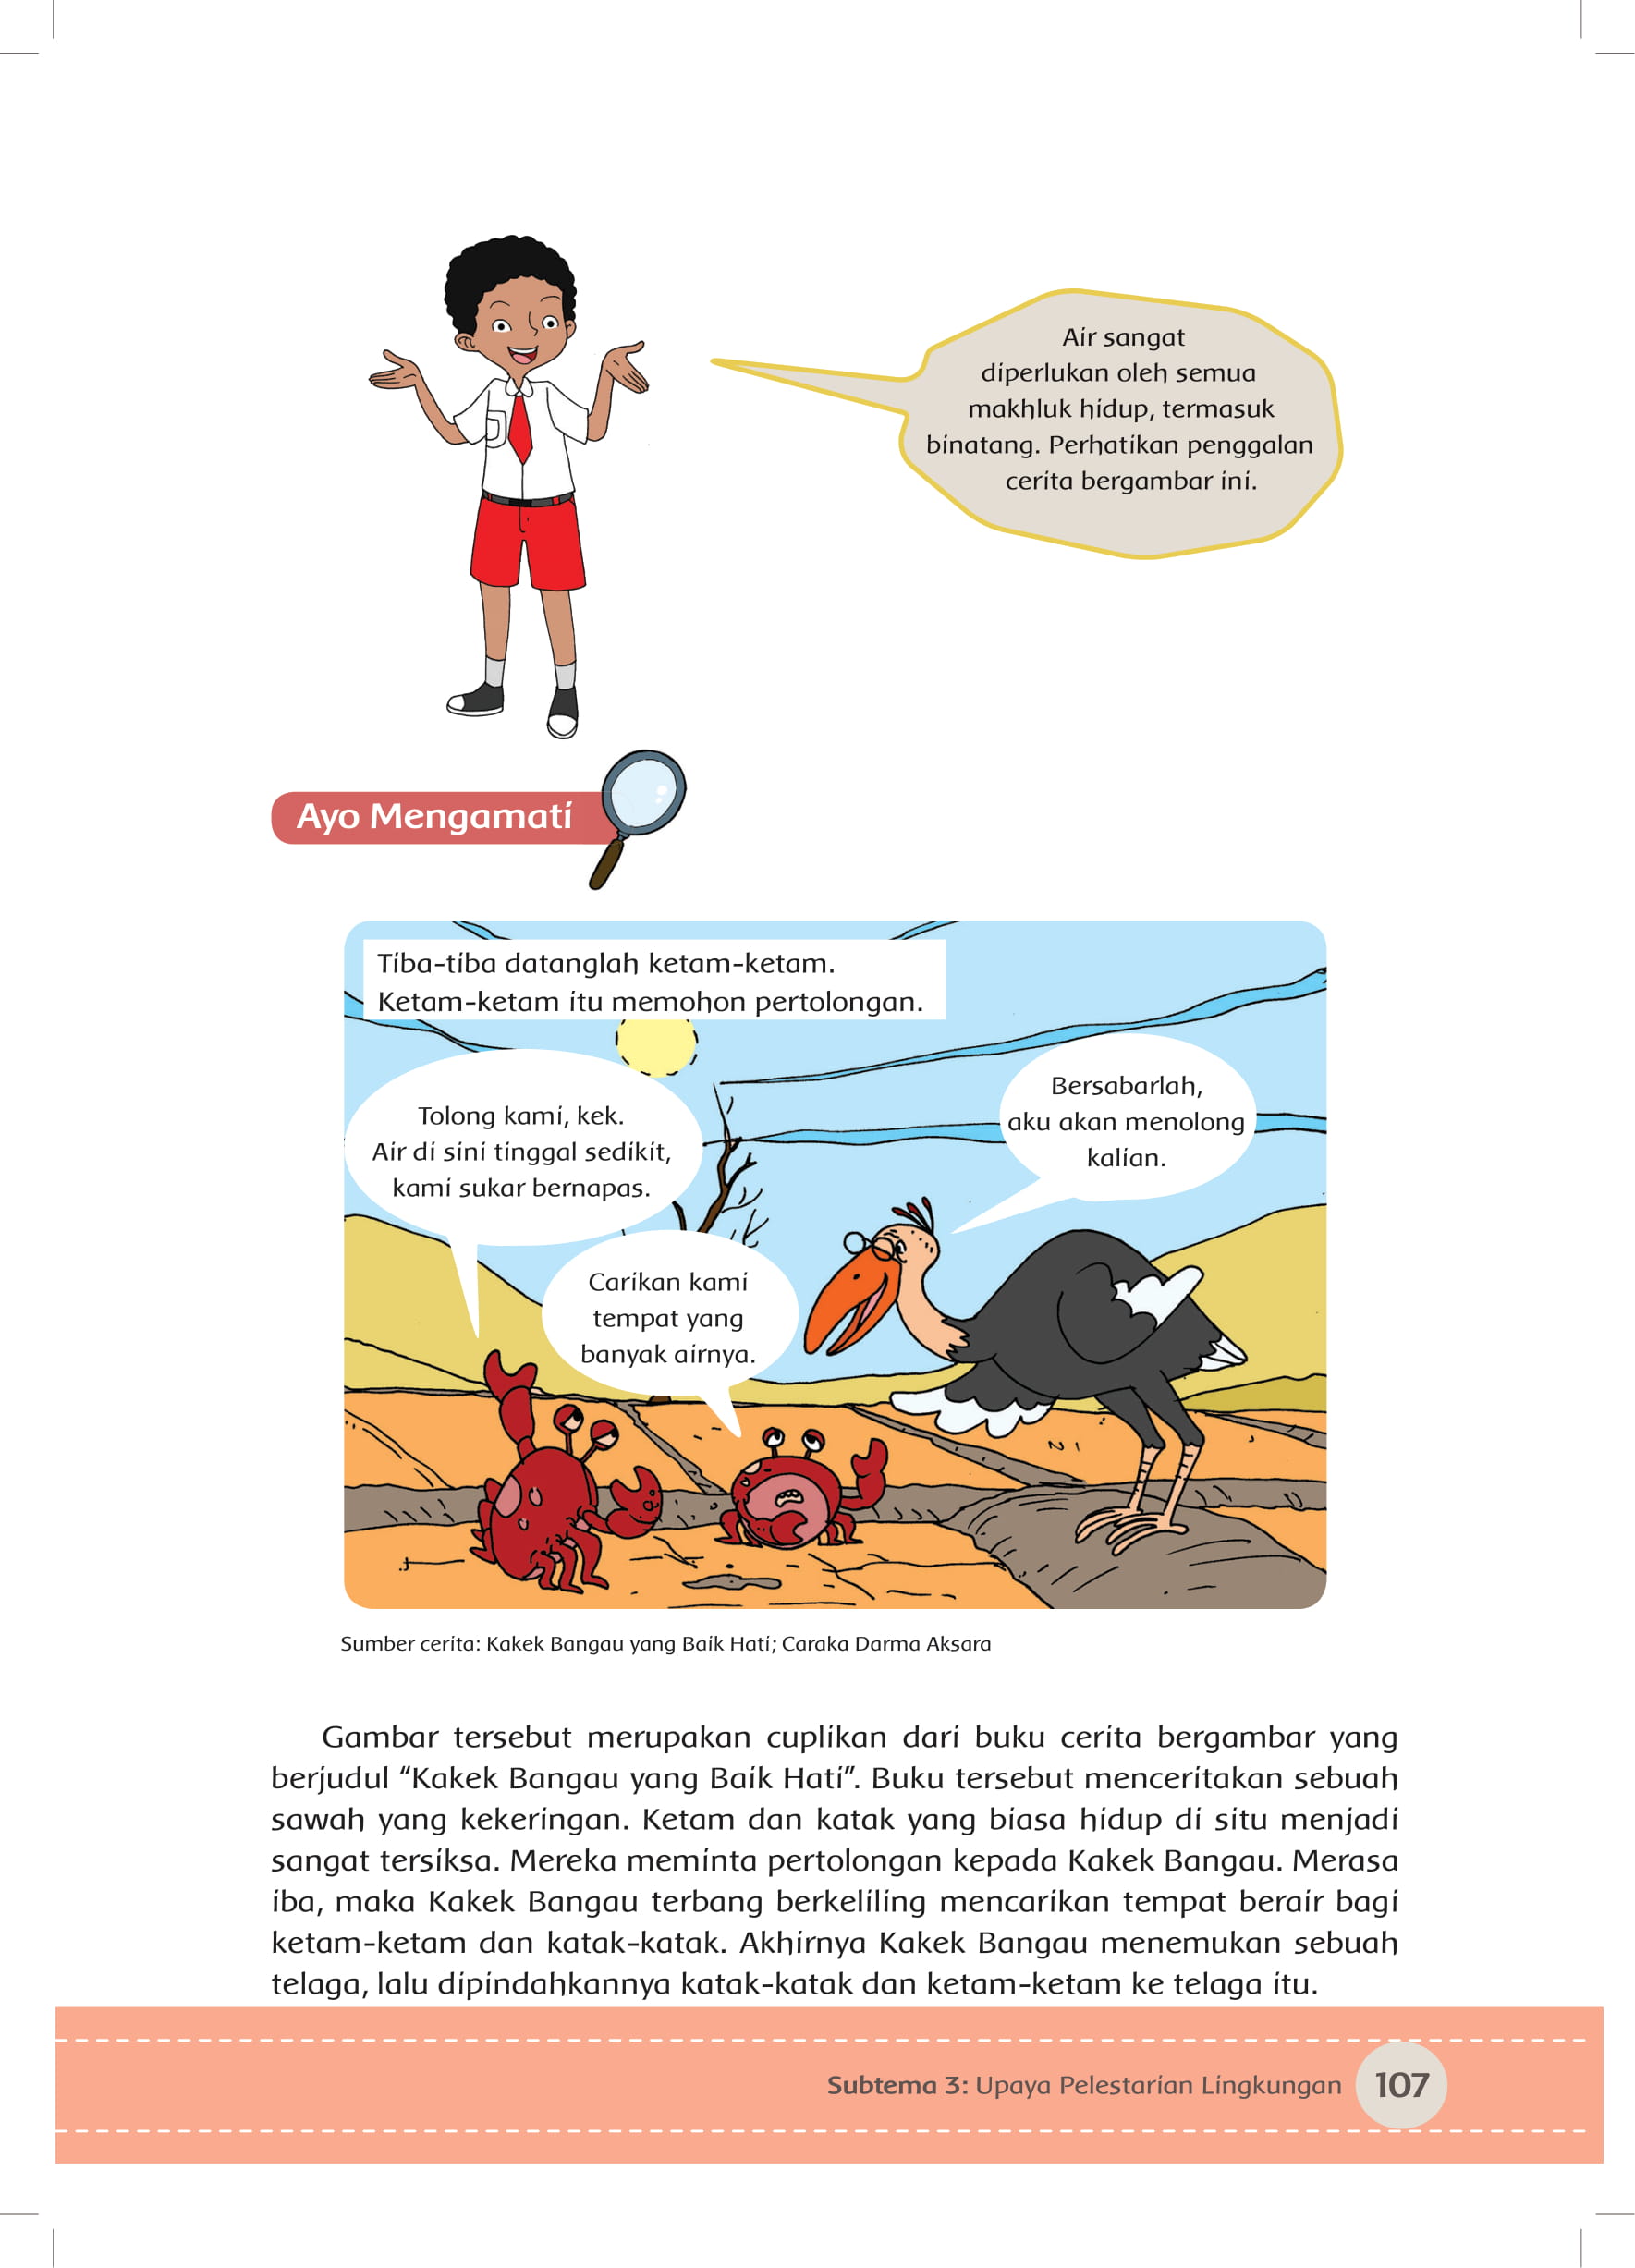 Air sangat
diperlukan oleh semua
makhluk hidup, termasuk
binatang. Perhatikan penggalan
cerita bergambar ini.
Ayo Mengamati
Tiba-tiba datanglah ketam-ketam.
Ketam-ketam itu memohon pertolongan.
Tolong kami, kek.
Air di sini tinggal sedikit,
kami sukar bernapas.
Bersabarlah,
aku akan menolong
kalian.
Carikan kami
tempat yang
banyak airnya.
Sumber cerita: Kakek Bangau yang Baik Hati; Caraka Darma Aksara
Gambar tersebut merupakan cuplikan dari buku cerita bergambar yang
berjudul “Kakek Bangau yang Baik Hati”. Buku tersebut menceritakan sebuah
sawah yang kekeringan. Ketam dan katak yang biasa hidup di situ menjadi
sangat tersiksa. Mereka meminta pertolongan kepada Kakek Bangau. Merasa
iba, maka Kakek Bangau terbang berkeliling mencarikan tempat berair bagi
ketam-ketam dan katak-katak. Akhirnya Kakek Bangau menemukan sebuah
telaga, lalu dipindahkannya katak-katak dan ketam-ketam ke telaga itu.
Subtema 3: Upaya Pelestarian Lingkungan 107